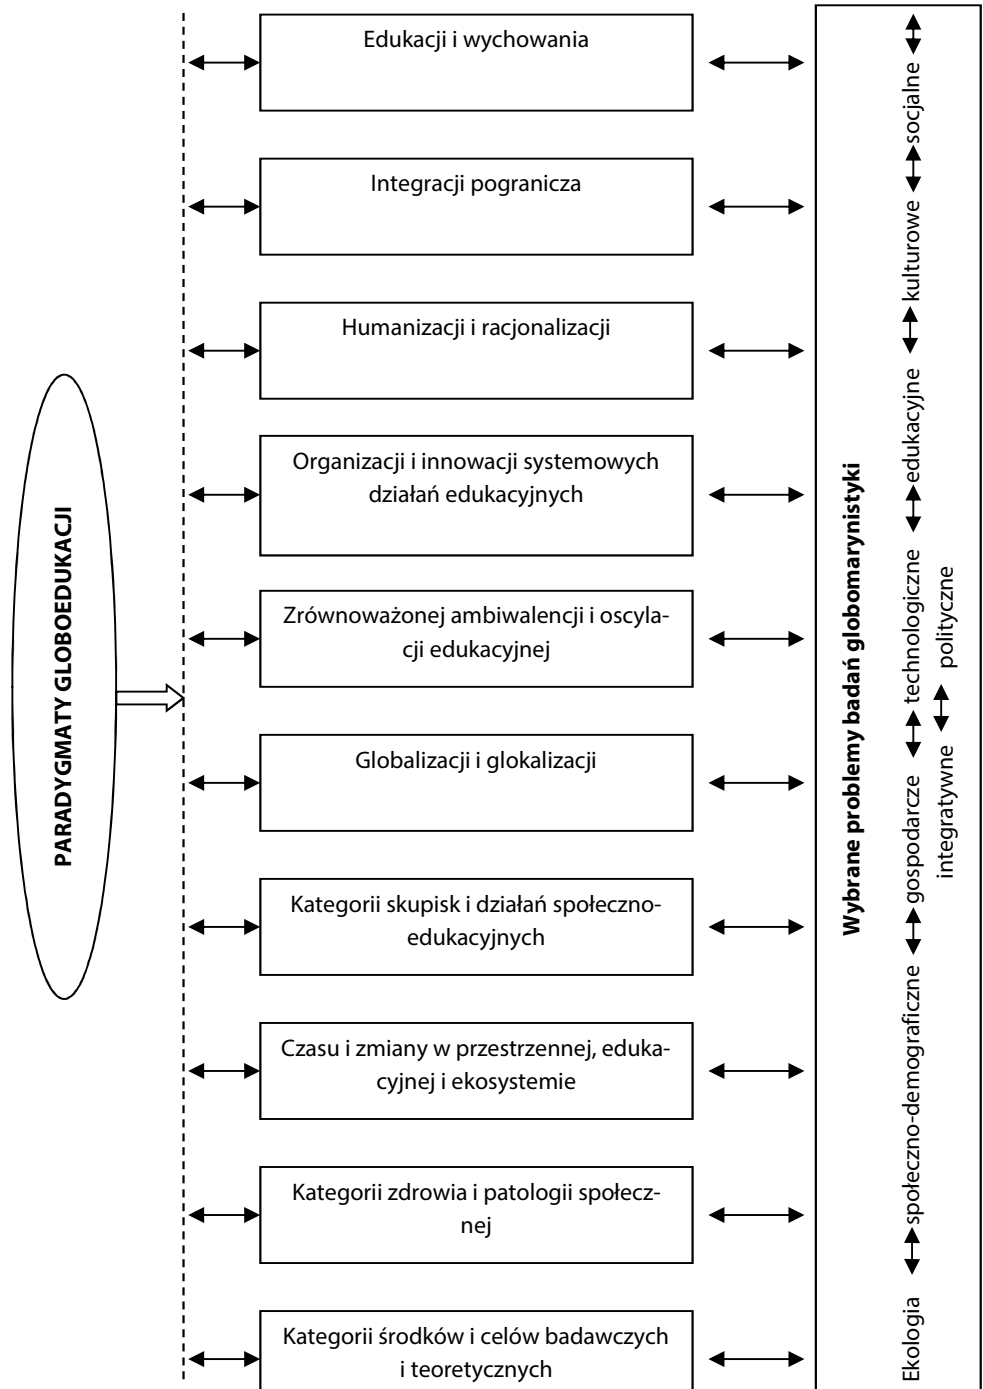 PARADYGMATY GLOBOEDUKACJI
Edukacji i wychowania
Integracji pogranicza
Humanizacji i racjonalizacji
Organizacji i innowacji systemowych
działań edukacyjnych
Zrównoważonej ambiwalencji i oscyla-
cji edukacyjnej
Globalizacji i glokalizacji
Kategorii skupisk i działań społeczno-
edukacyjnych
Czasu i zmiany w przestrzennej, eduka-
cyjnej i ekosystemie
Kategorii zdrowia i patologii społecz-
nej
Kategorii środków i celów badawczych
i teoretycznych
Wybrane problemy badań globomarynistyki
Ekologia społeczno-demograficzne gospodarcze technologiczne edukacyjne kulturowe socjalne
integratywne polityczne